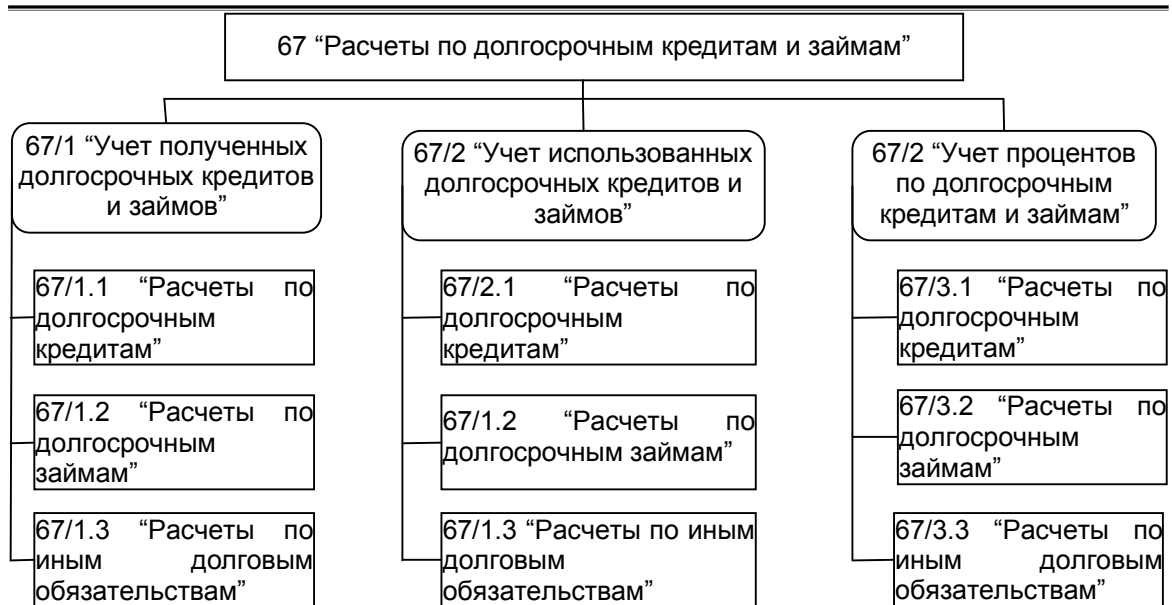 67 “Расчеты по долгосрочным кредитам и займам”
67/1 “Учет полученных
долгосрочных кредитов
и займов”
67/1.1 “Расчеты по
долгосрочным
кредитам”
67/1.2 “Расчеты по
долгосрочным
займам”
67/1.3 “Расчеты по
иным долговым
обязательствам”
67/2 “Учет использованных
долгосрочных кредитов и
займов”
67/2.1 “Расчеты по
долгосрочным
кредитам”
67/1.2 “Расчеты по
долгосрочным займам”
67/1.3 “Расчеты по иным
долговым
обязательствам”
67/2 “Учет процентов
по долгосрочным
кредитам и займам”
67/3.1 “Расчеты по
долгосрочным
кредитам”
67/3.2 “Расчеты по
долгосрочным
займам”
67/3.3 “Расчеты по
иным долговым
обязательствам”